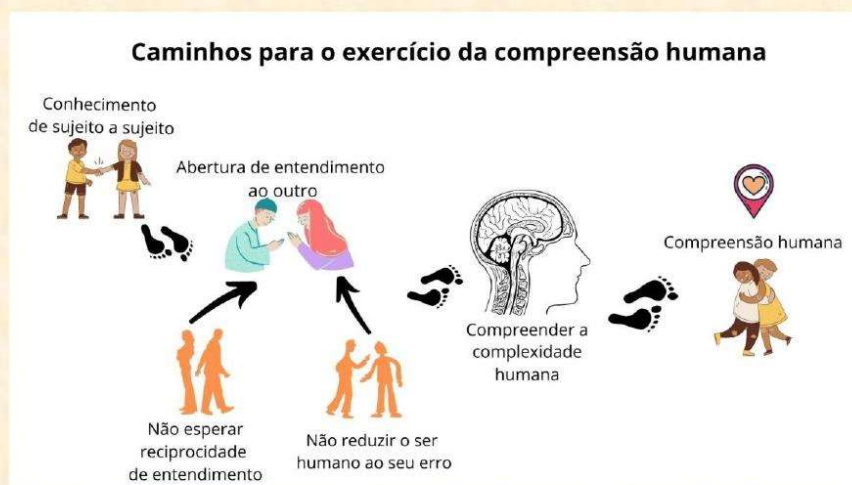 Caminhos para o exercício da compreensão humana
Conhecimento
de sujeito a sujeito
Abertura de entendimento
ao outro
Compreensão humana
Compreender a
complexidade
humana
Não esperar
reciprocidade
de entendimento
Não reduzir o ser
humano ao seu erro